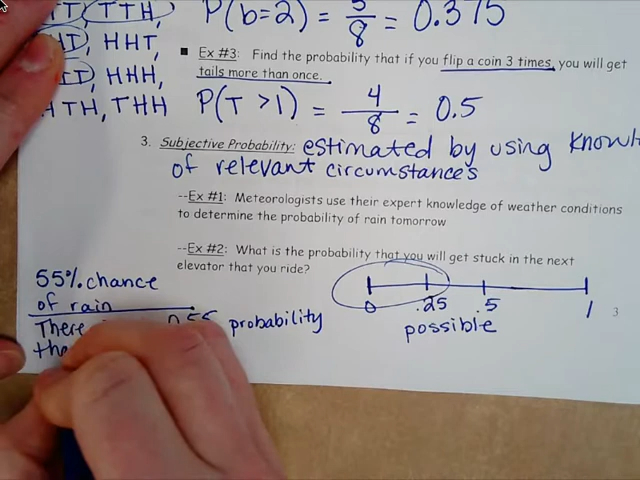 TTH,
P(b=2) = 3/8 = 0.375
HHT,
HHH,
HTH, THH
▪ Ex #3: Find the probability that if you flip a coin 3 times, you will get
tails more than once.
P(T >1) = 4/8 = 0.5
3. Subjective Probability: estimated by using
of relevant circumstances
--Ex #1: Meteorologists use their expert knowledge of weather conditions
to determine the probability of rain tomorrow
--Ex #2: What is the probability that you will get stuck in the next
elevator that you ride?
55% chance
of rain
There 0.55 probability
0 .25 .5 1
possible
3